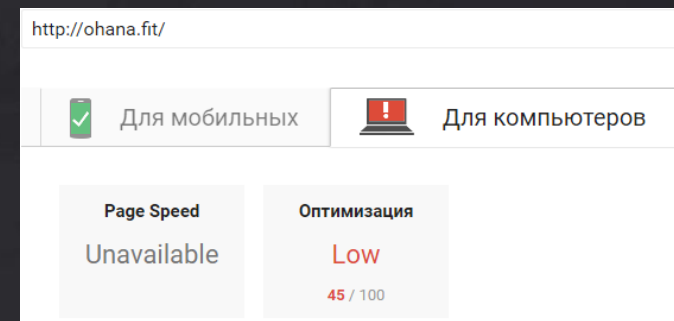 http://ohana.fit/
Для мобильных
Для компьютеров
Page Speed
Unavailable
Оптимизация
Low
45 / 100